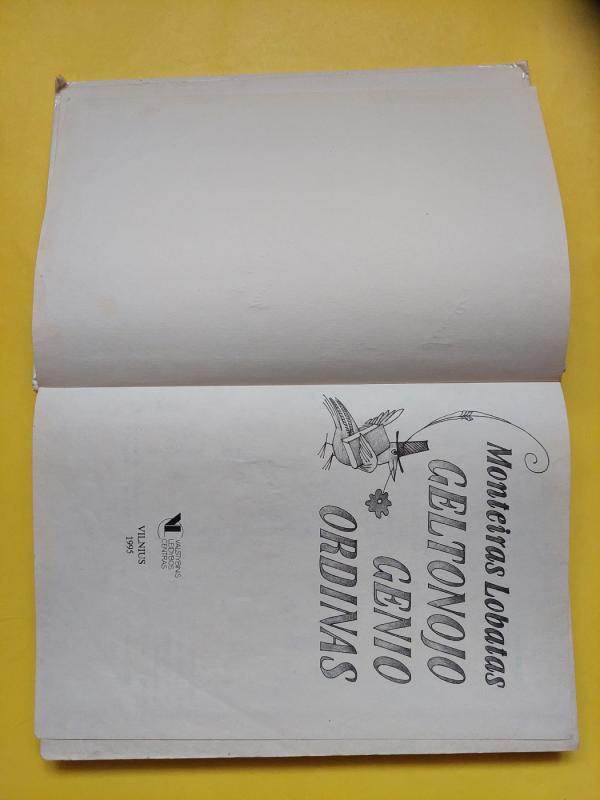 Monteiras Lobatas
GELTONOJO
GENIO
ORDINAS
VALSTYBINIS
LEIDYBOS
CENTRAS
VILNIUS
1995